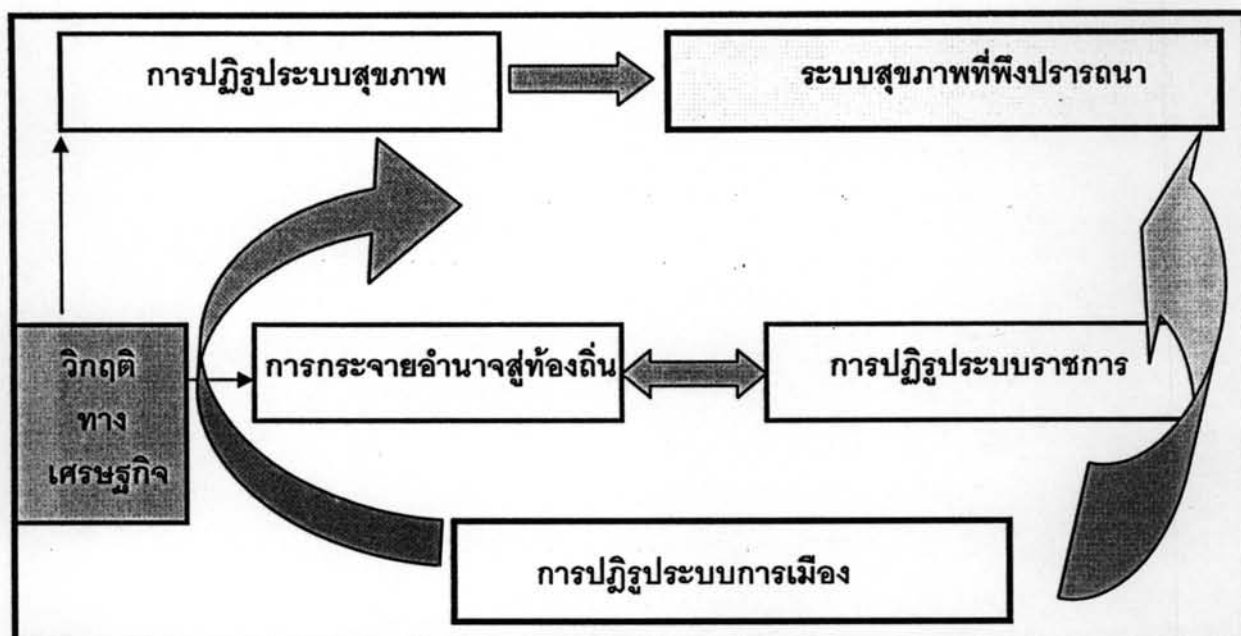 การปฏิรูประบบสุขภาพ
ระบบสุขภาพที่พึงปรารถนา
วิกฤติ
ทาง
เศรษฐกิจ
การกระจายอำนาจสู่ท้องถิ่น
การปฏิรูประบบราชการ
การปฏิรูประบบการเมือง